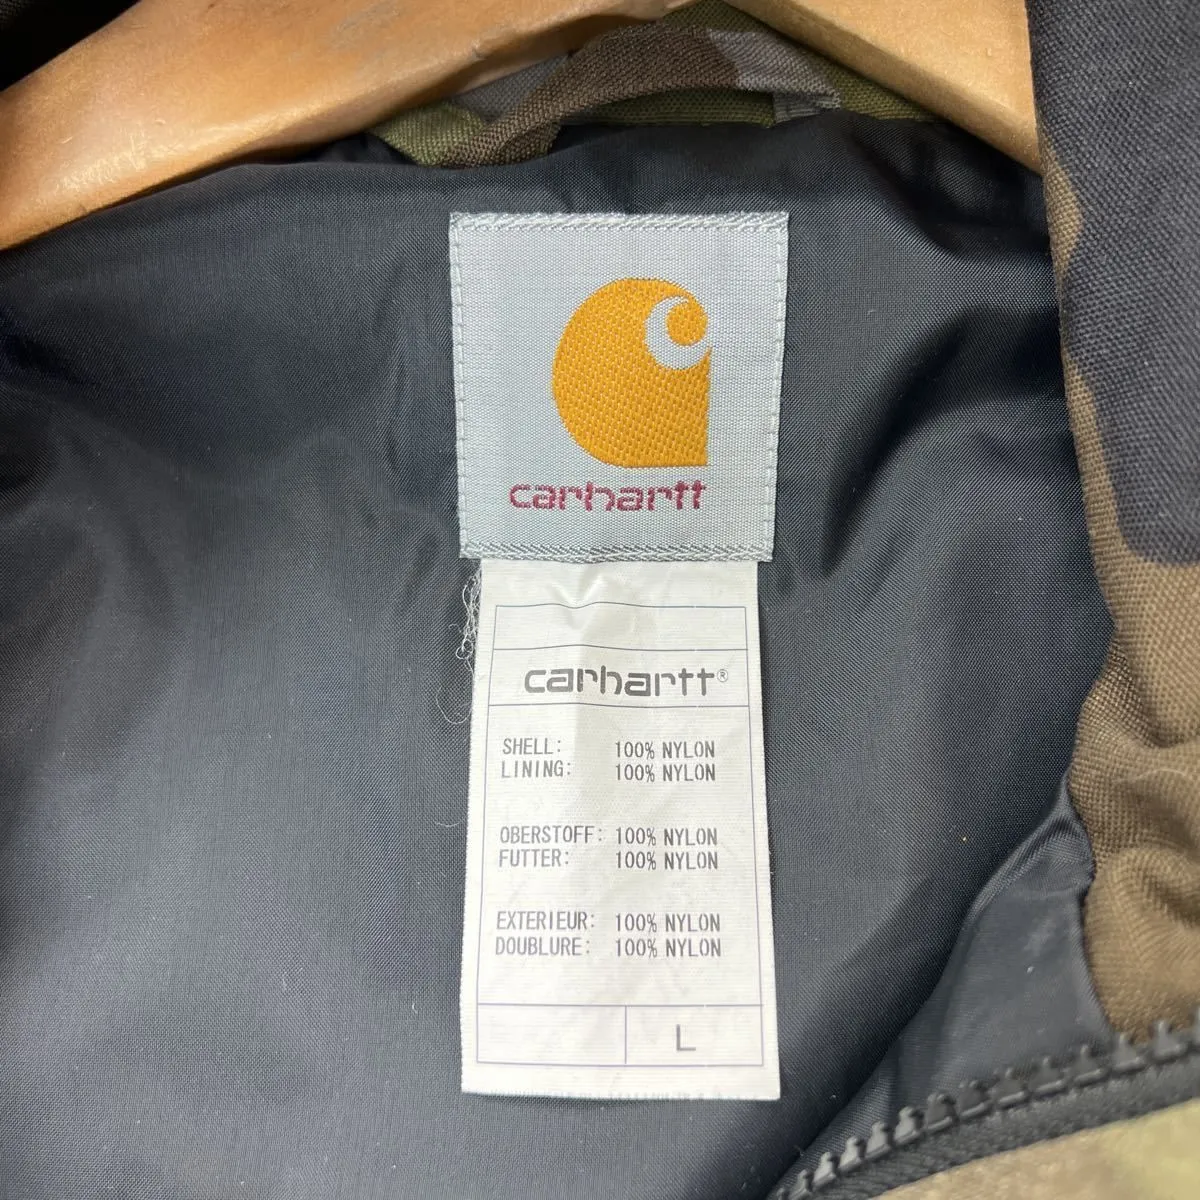 carhartt
carhartt®
SHELL: 100% NYLON
LINING: 100% NYLON
OBERSTOFF: 100% NYLON
FUTTER: 100% NYLON
EXTERIEUR: 100% NYLON
DOUBLURE: 100% NYLON
L